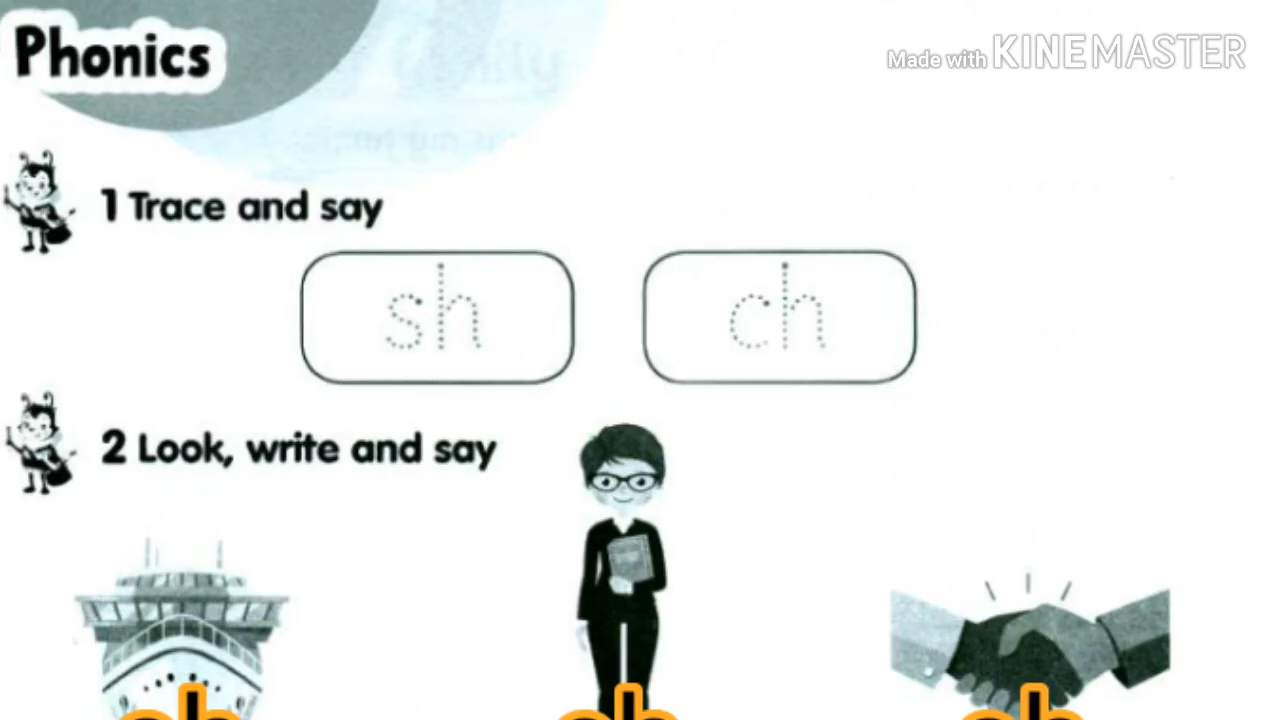 Phonics
Made with KINEMASTER
1 Trace and say
sh
ch
2 Look, write and say